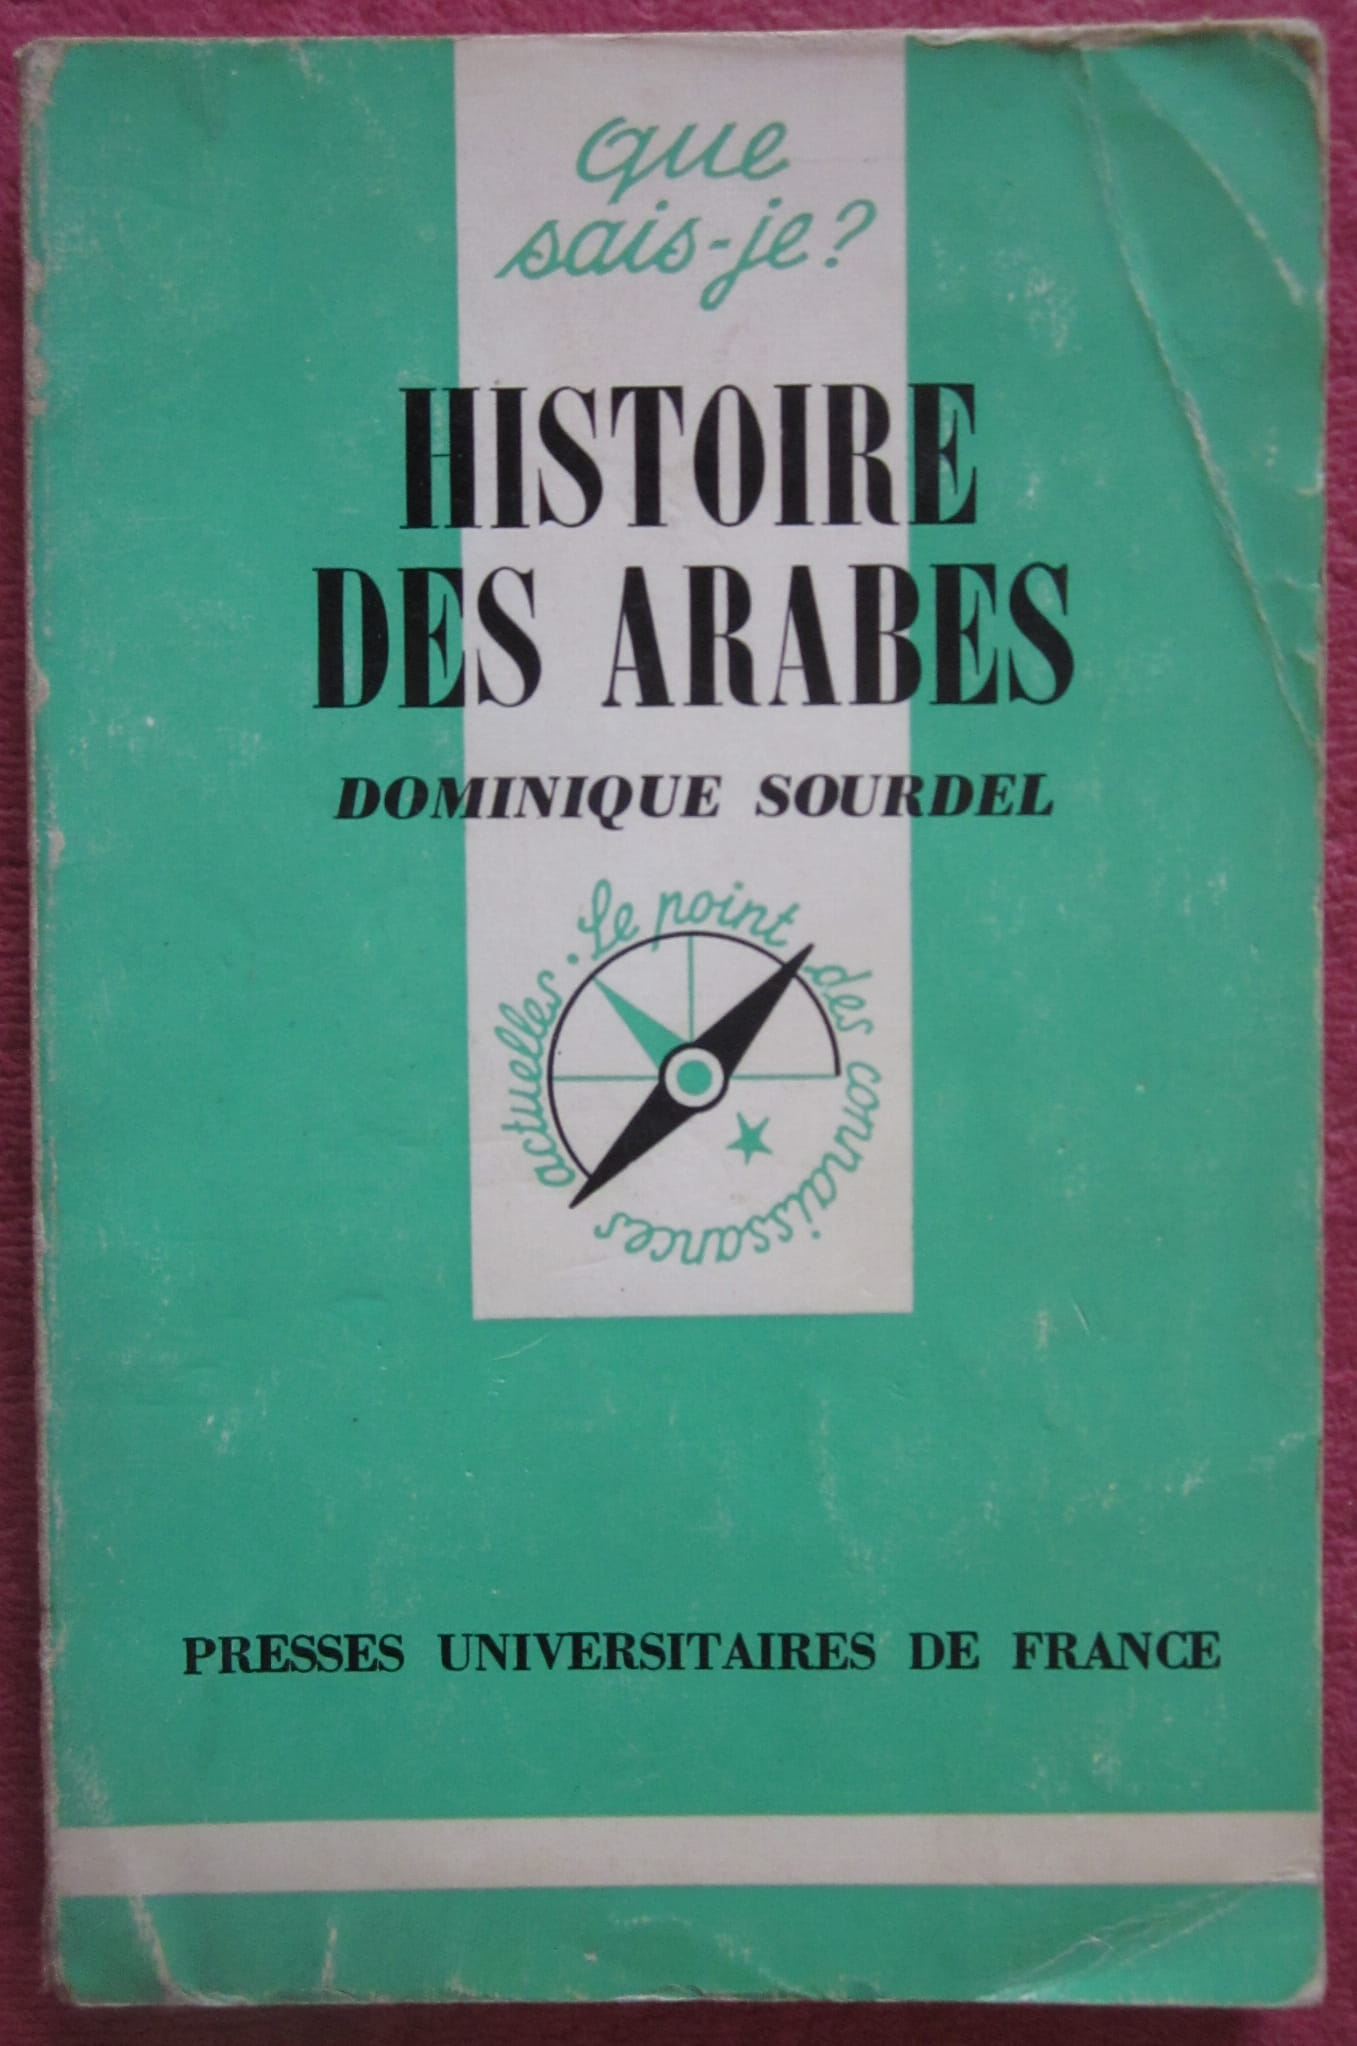 que
sais-je?
HISTOIRE
DES ARABES
DOMINIQUE SOURDEL
Le point des connaissances actuelles.
PRESSES UNIVERSITAIRES DE FRANCE